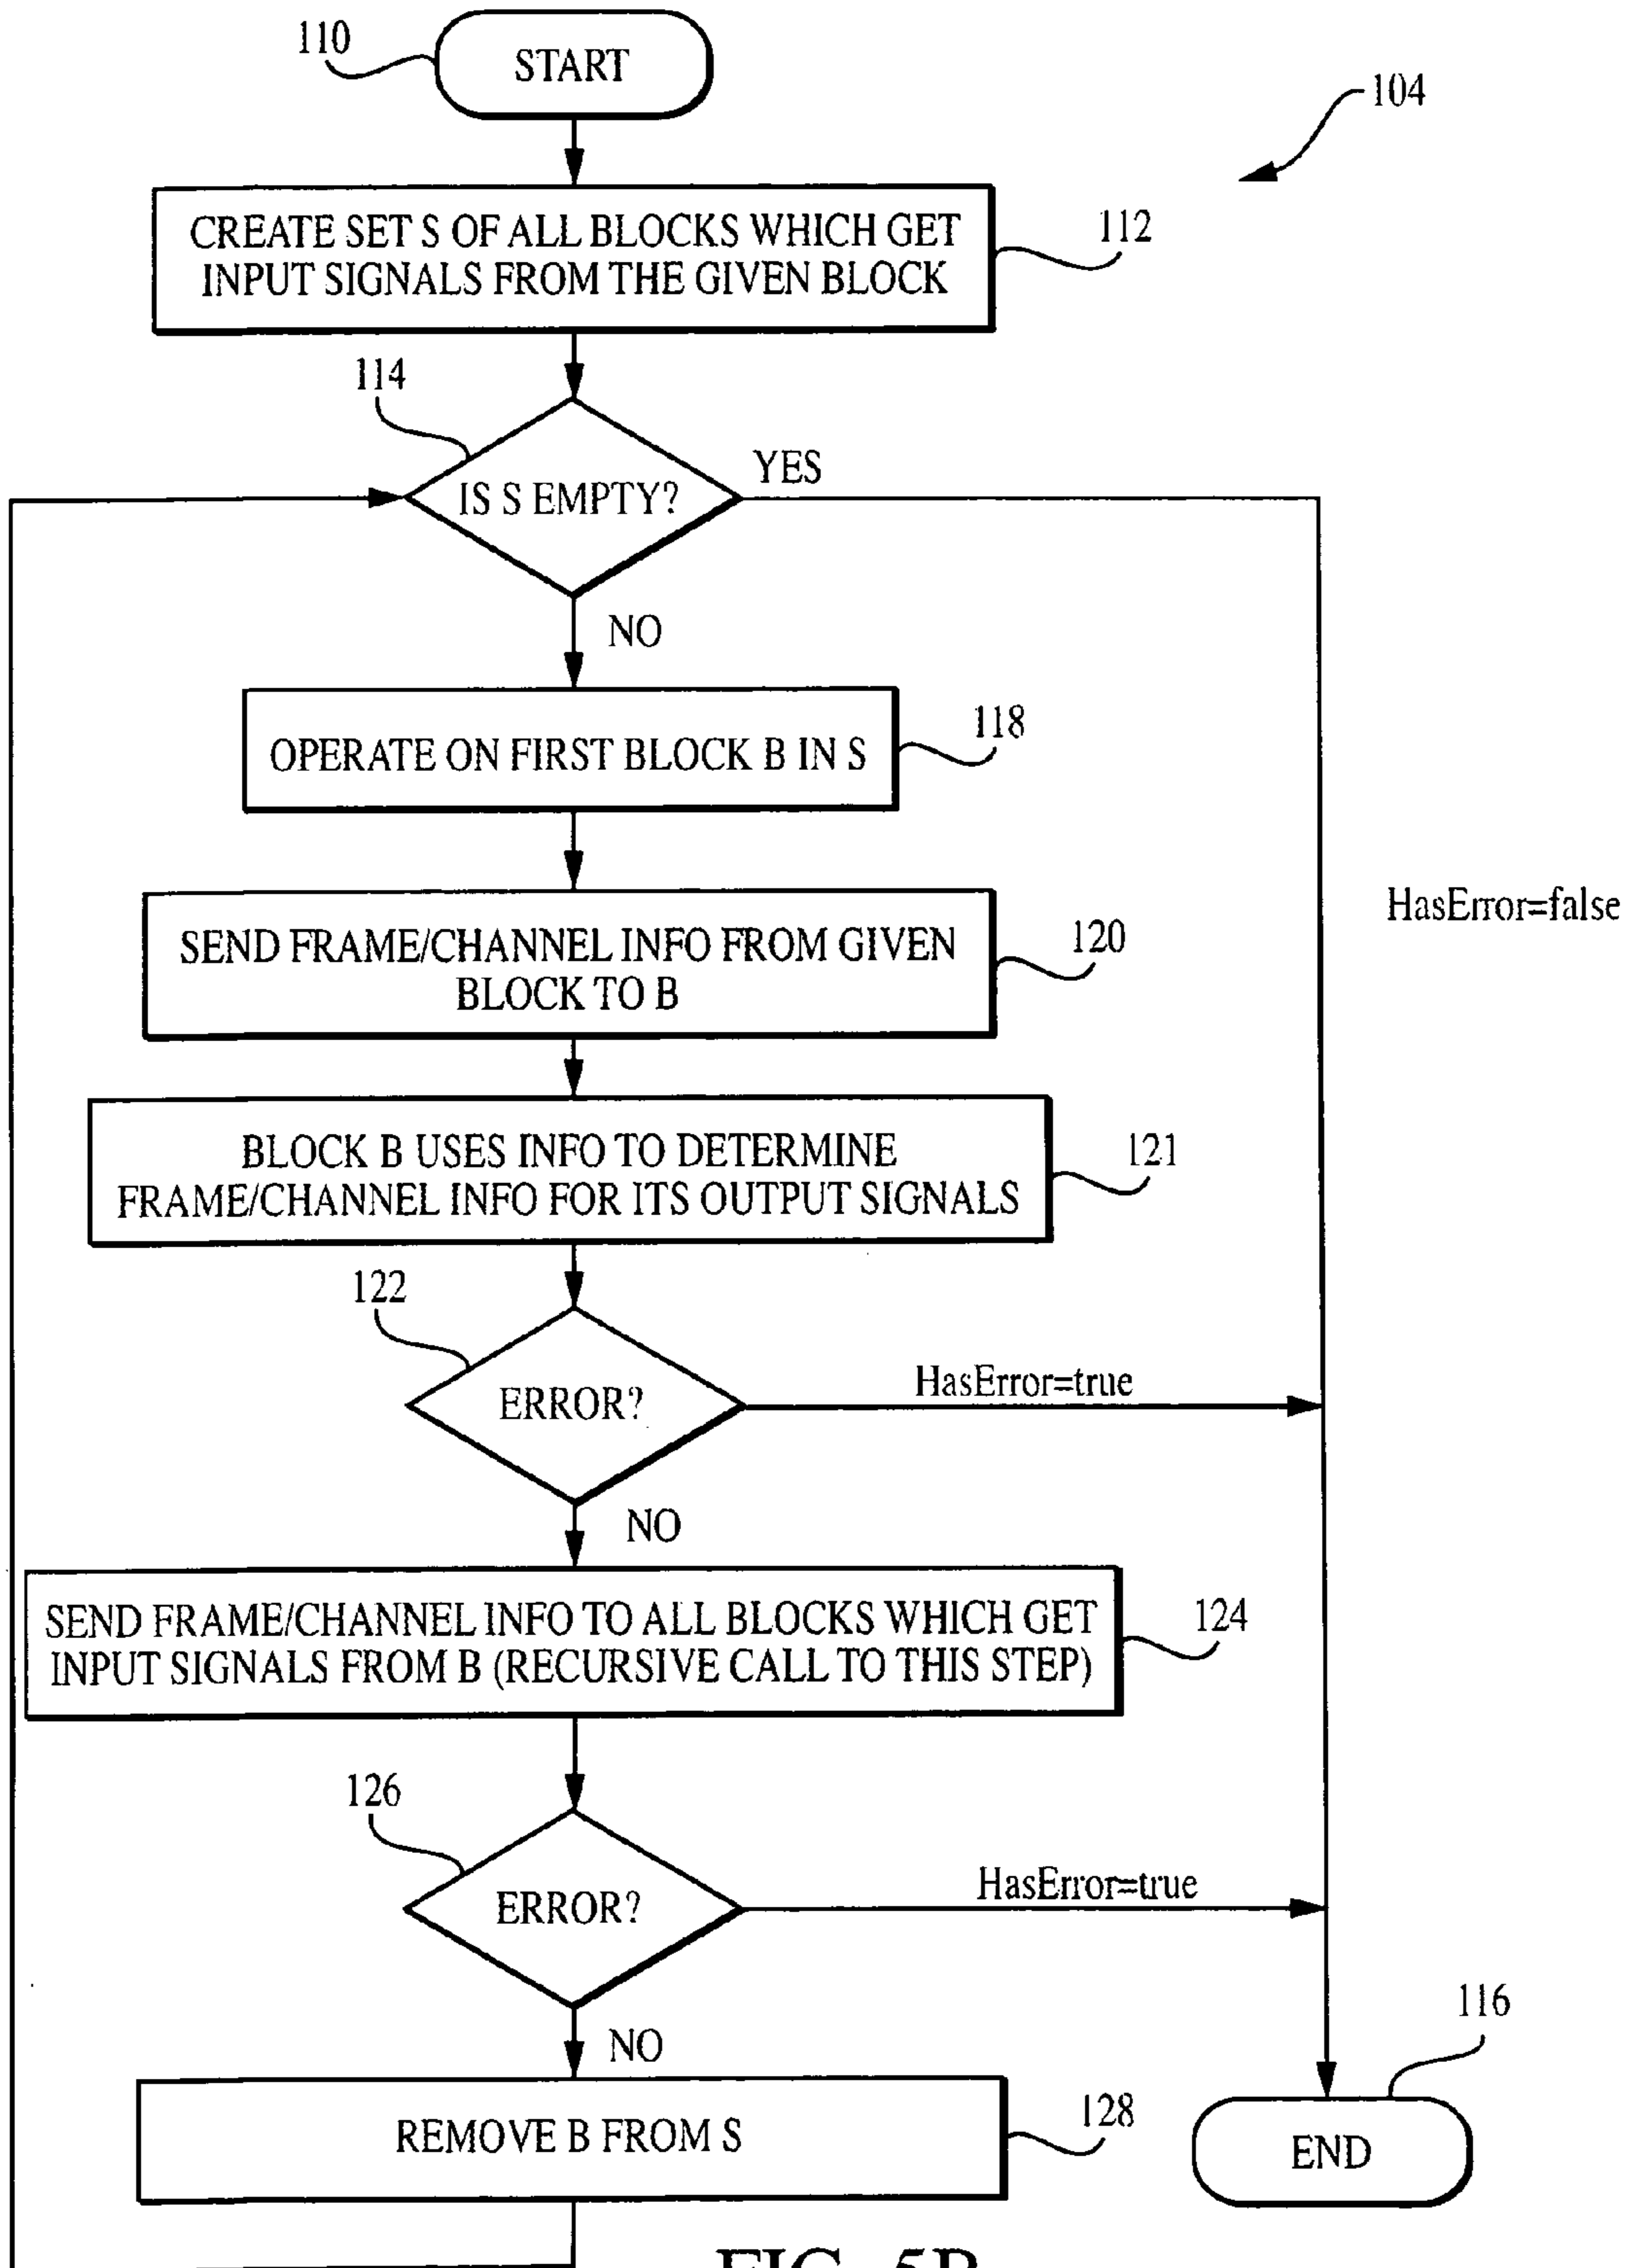 110
START
104
CREATE SET S OF ALL BLOCKS WHICH GET
INPUT SIGNALS FROM THE GIVEN BLOCK
112
114
IS S EMPTY?
YES
NO
OPERATE ON FIRST BLOCK B IN S
118
HasError=false
SEND FRAME/CHANNEL INFO FROM GIVEN
BLOCK TO B
120
BLOCK B USES INFO TO DETERMINE
FRAME/CHANNEL INFO FOR ITS OUTPUT SIGNALS
121
122
ERROR?
HasError=true
NO
SEND FRAME/CHANNEL INFO TO ALL BLOCKS WHICH GET
INPUT SIGNALS FROM B (RECURSIVE CALL TO THIS STEP)
124
126
ERROR?
HasError=true
NO
116
REMOVE B FROM S
128
END
FIG. 5B